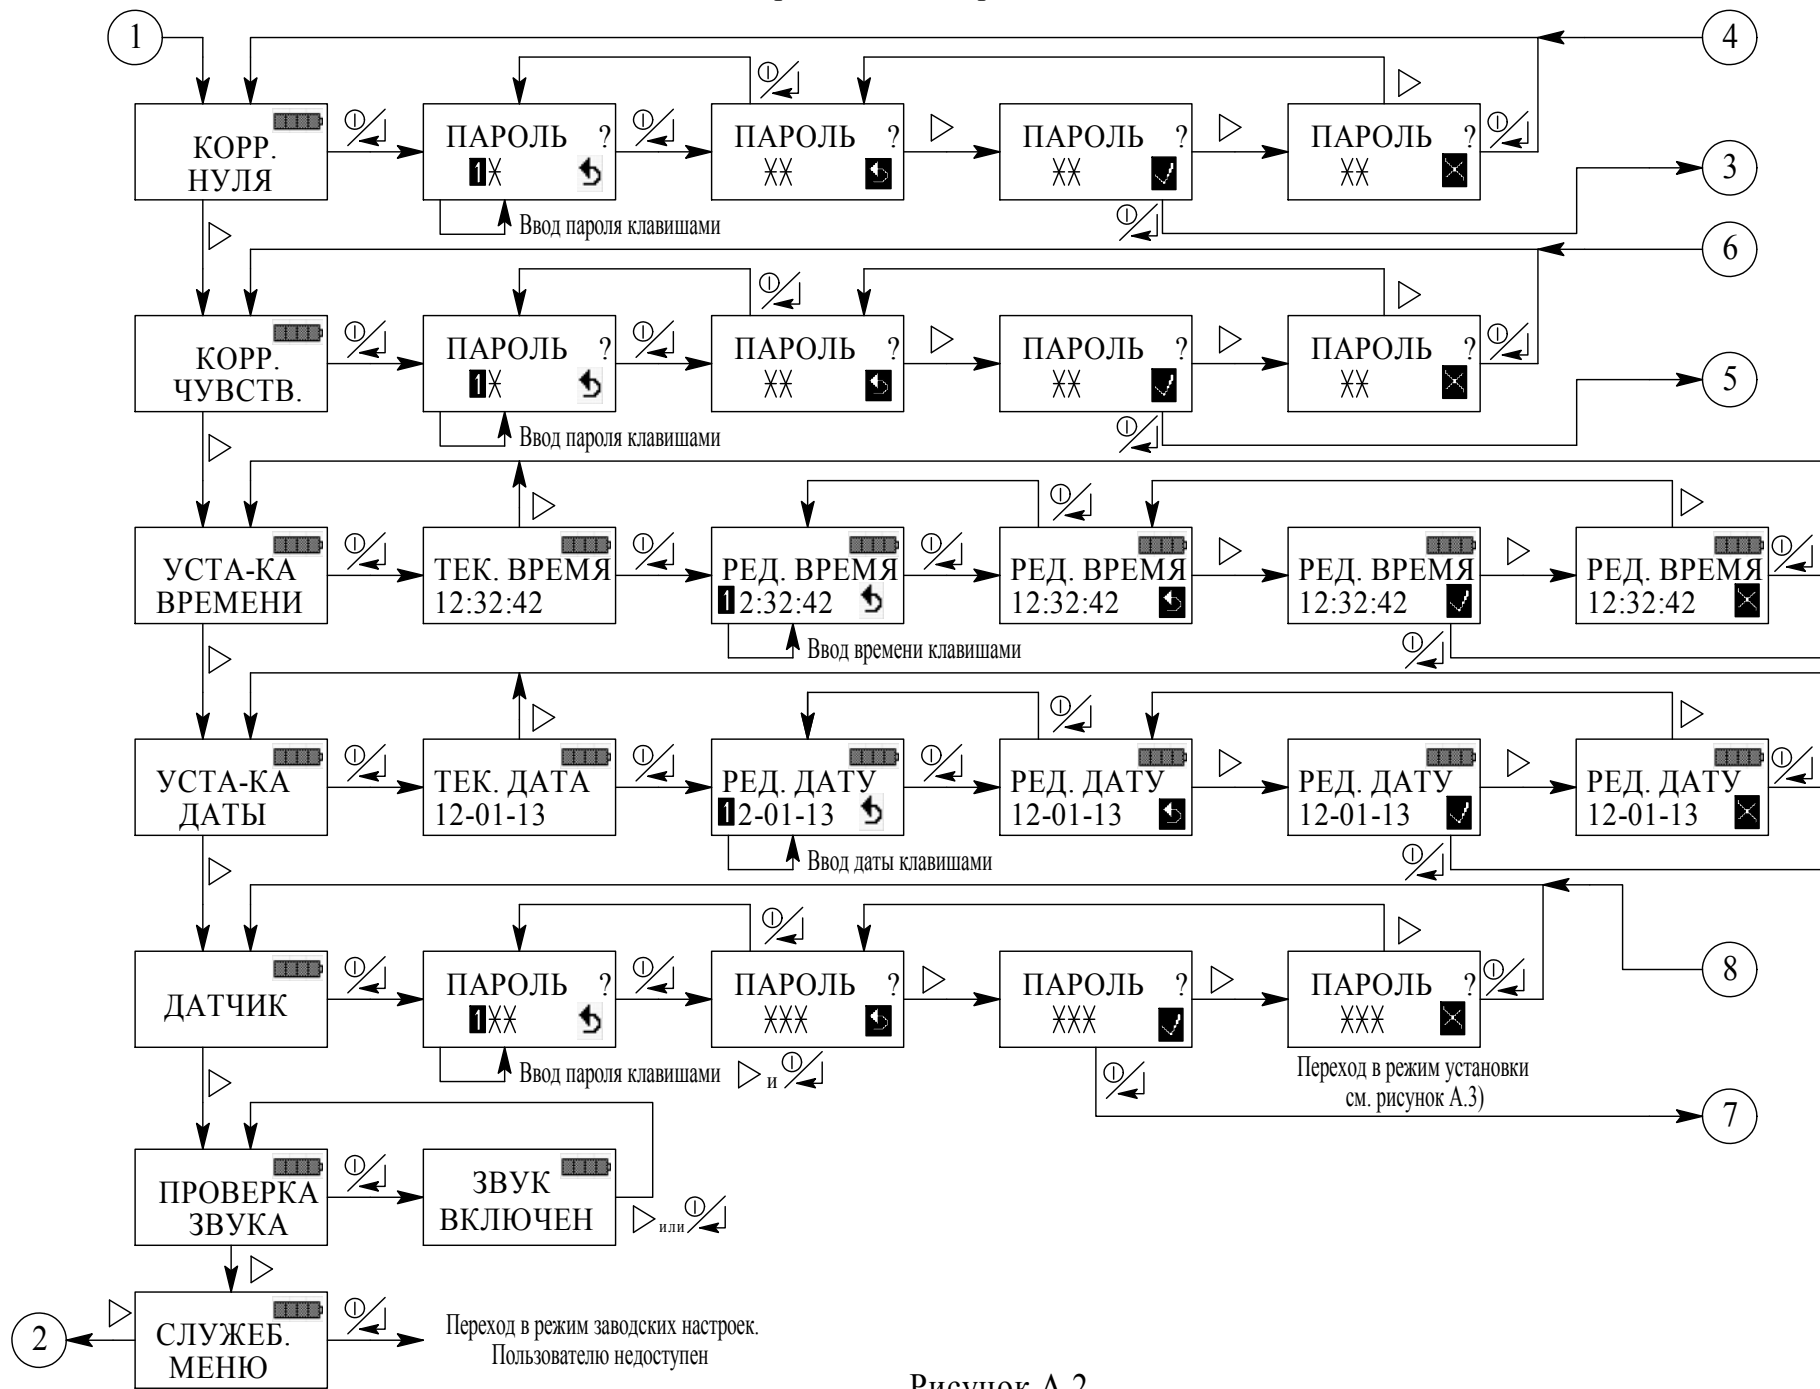 1
4
КОРР.
НУЛЯ
ПАРОЛЬ ?
1*
ПАРОЛЬ ?
**
ПАРОЛЬ ?
**
ПАРОЛЬ ?
**
3
Ввод пароля клавишами
6
КОРР.
ЧУВСТВ.
ПАРОЛЬ ?
1*
ПАРОЛЬ ?
**
ПАРОЛЬ ?
**
ПАРОЛЬ ?
**
5
Ввод пароля клавишами
УСТА-КА
ВРЕМЕНИ
ТЕК. ВРЕМЯ
12:32:42
РЕД. ВРЕМЯ
12:32:42
РЕД. ВРЕМЯ
12:32:42
РЕД. ВРЕМЯ
12:32:42
РЕД. ВРЕМЯ
12:32:42
Ввод времени клавишами
УСТА-КА
ДАТЫ
ТЕК. ДАТА
12-01-13
РЕД. ДАТУ
12-01-13
РЕД. ДАТУ
12-01-13
РЕД. ДАТУ
12-01-13
РЕД. ДАТУ
12-01-13
Ввод даты клавишами
8
ДАТЧИК
ПАРОЛЬ ?
1**
ПАРОЛЬ ?
***
ПАРОЛЬ ?
***
ПАРОЛЬ ?
***
Ввод пароля клавишами
и
Переход в режим установки
см. рисунок А.3)
7
ПРОВЕРКА
ЗВУКА
ЗВУК
ВКЛЮЧЕН
или
2
СЛУЖЕБ.
МЕНЮ
Переход в режим заводских настроек.
Пользователю недоступен
Рисунок А.2